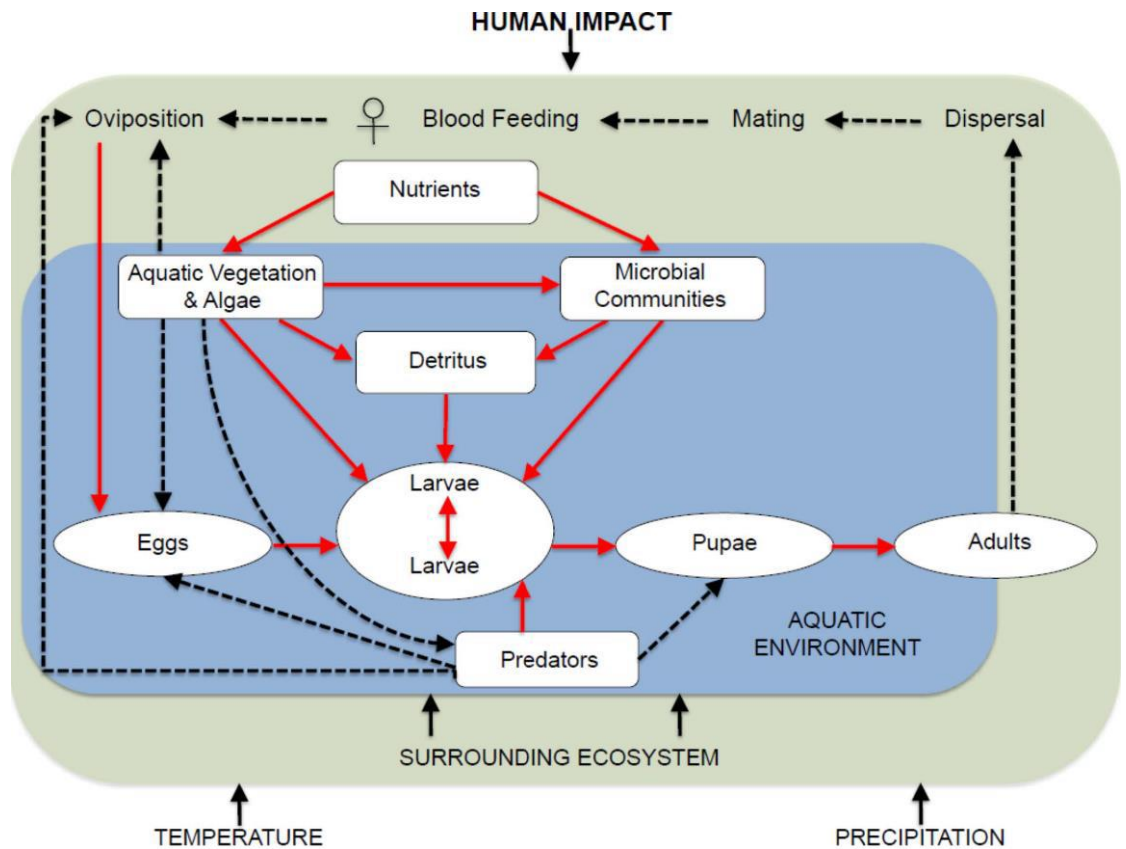 HUMAN IMPACT
Oviposition
♀
Blood Feeding
Mating
Dispersal
Nutrients
Aquatic Vegetation
& Algae
Microbial
Communities
Detritus
Larvae
Larvae
Eggs
Pupae
Adults
Predators
AQUATIC
ENVIRONMENT
SURROUNDING ECOSYSTEM
TEMPERATURE
PRECIPITATION